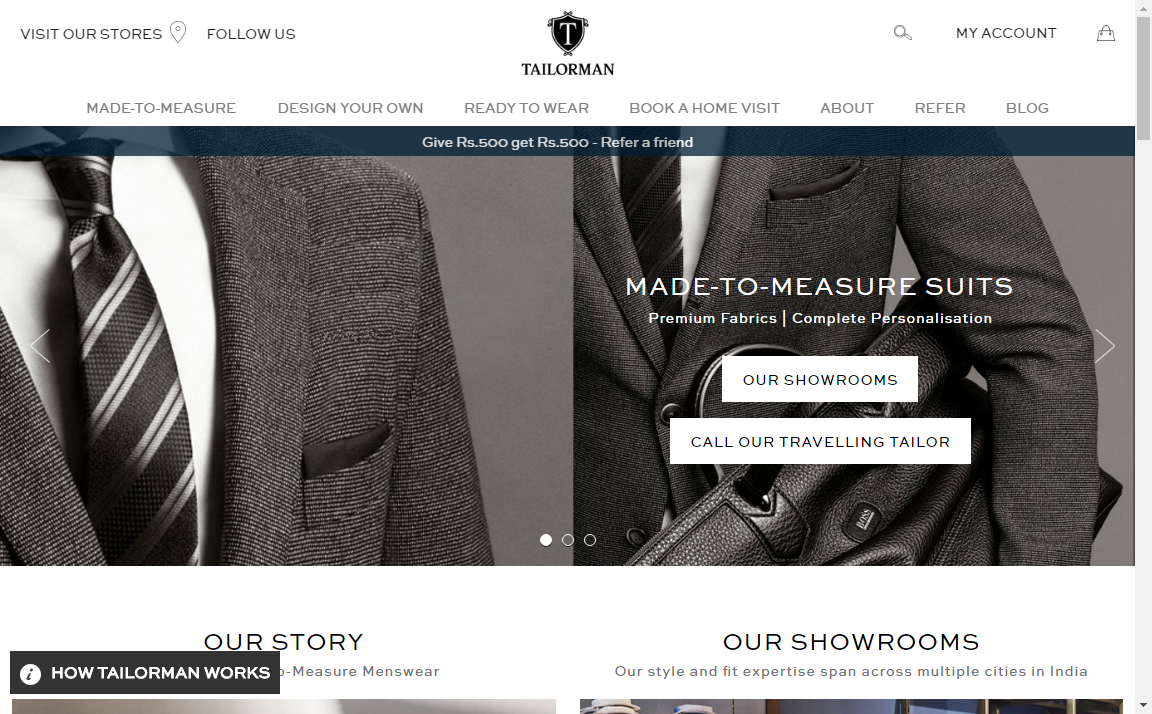 VISIT OUR STORES
FOLLOW US
T
TAILORMAN
MY ACCOUNT
MADE-TO-MEASURE
DESIGN YOUR OWN
READY TO WEAR
BOOK A HOME VISIT
ABOUT
REFER
BLOG
Give Rs.500 get Rs.500 - Refer a friend
MADE-TO-MEASURE SUITS
Premium Fabrics | Complete Personalisation
OUR SHOWROOMS
CALL OUR TRAVELLING TAILOR
BOSS
OUR STORY
o-Measure Menswear
OUR SHOWROOMS
Our style and fit expertise span across multiple cities in India
i HOW TAILORMAN WORKS